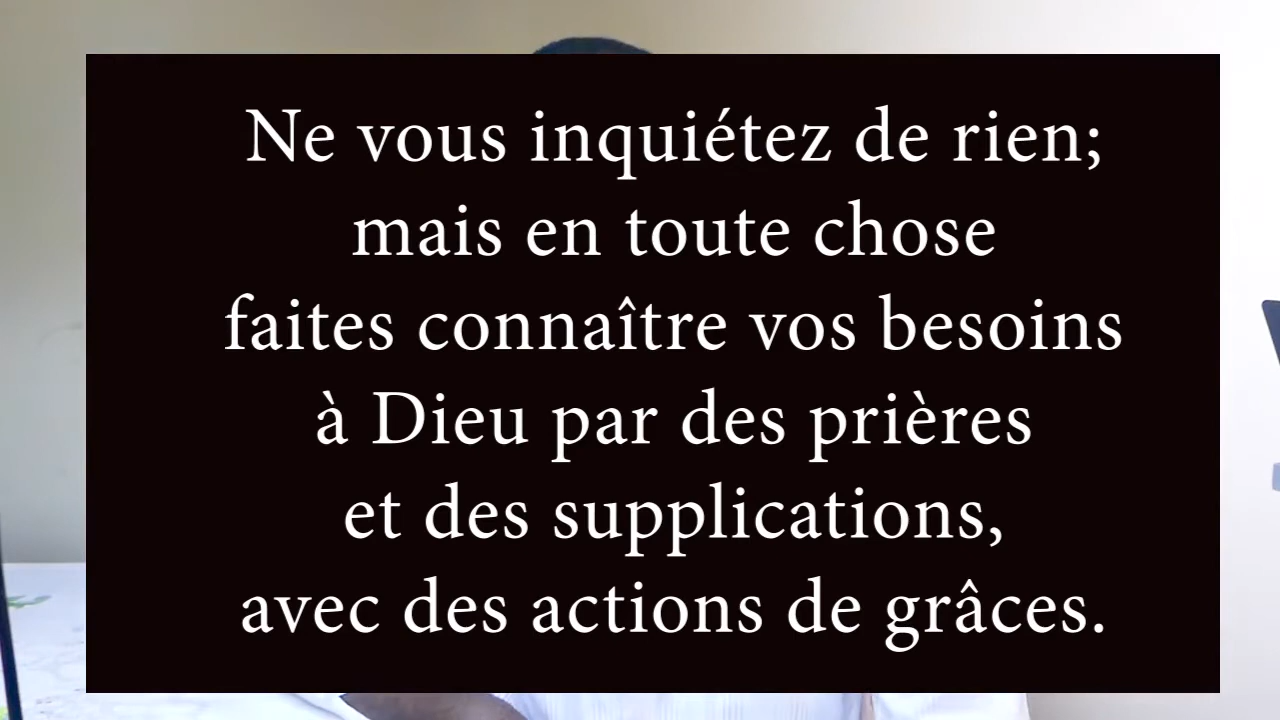 Ne vous inquiétez de rien;
mais en toute chose
faites connaître vos besoins
à Dieu par des prières
et des supplications,
avec des actions de grâces.